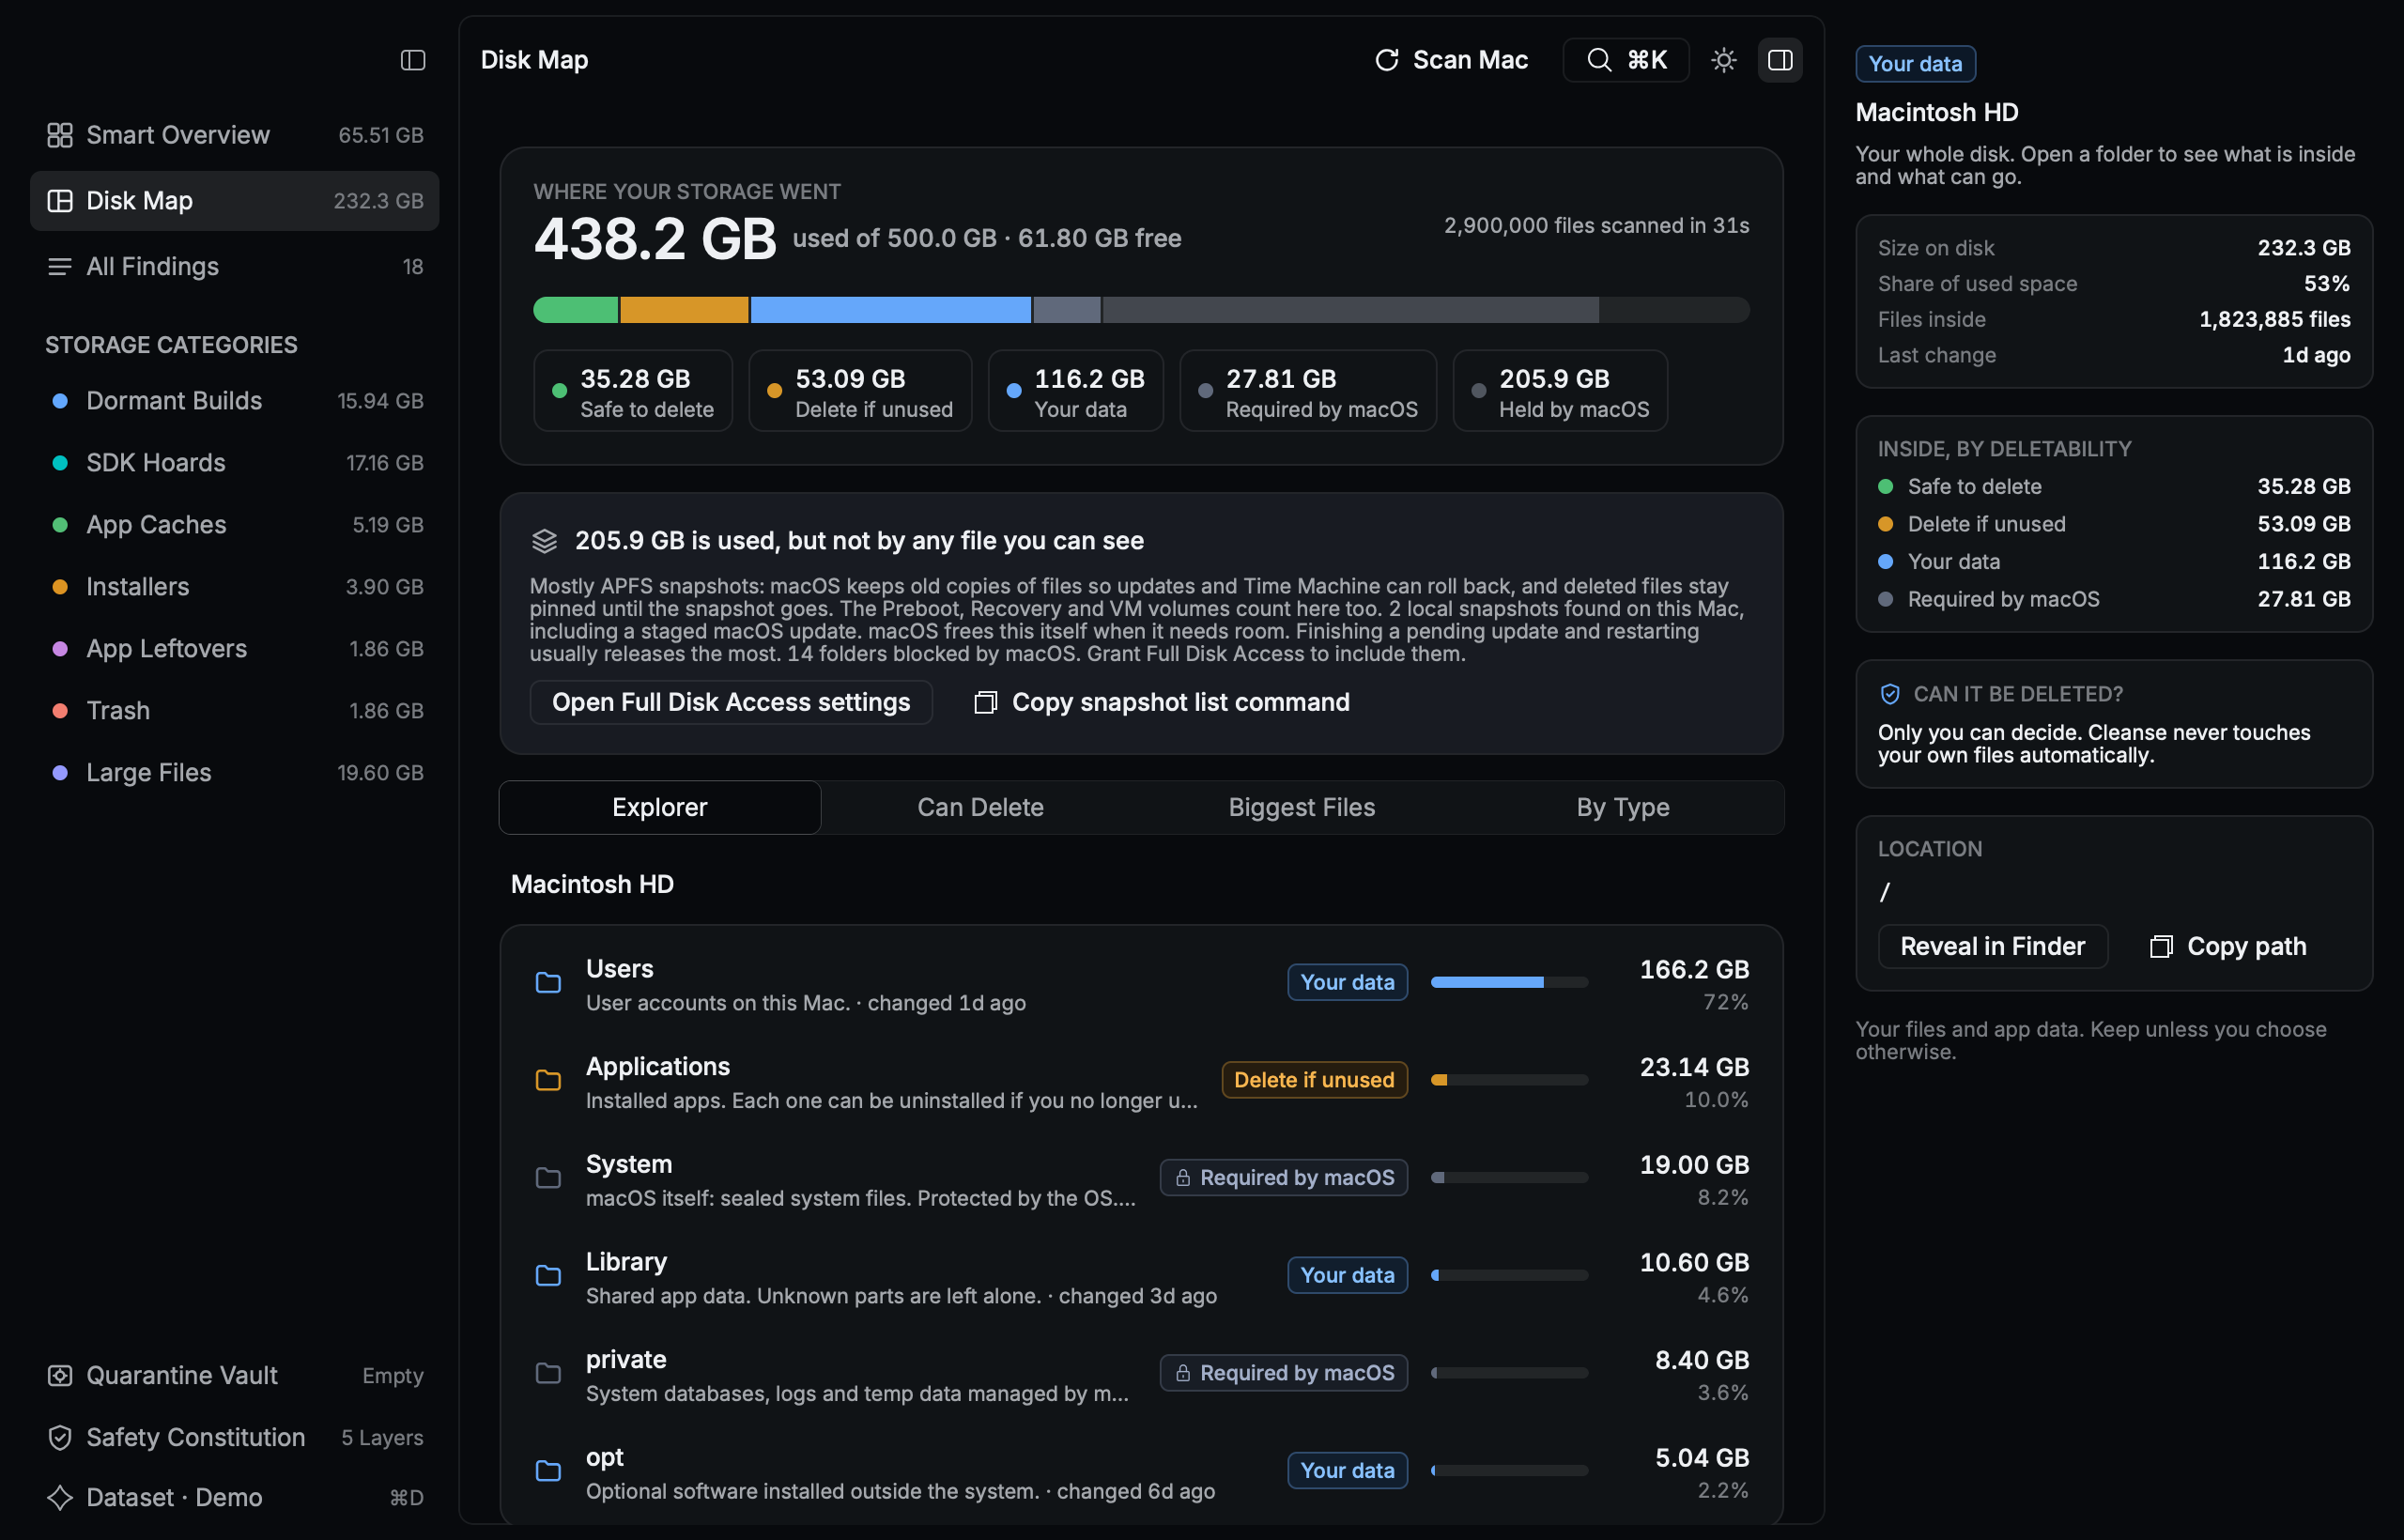 Smart Overview 65.51 GB
Disk Map 232.3 GB
All Findings 18
STORAGE CATEGORIES
Dormant Builds 15.94 GB
SDK Hoards 17.16 GB
App Caches 5.19 GB
Installers 3.90 GB
App Leftovers 1.86 GB
Trash 1.86 GB
Large Files 19.60 GB
Quarantine Vault Empty
Safety Constitution 5 Layers
Dataset · Demo ⌘D
Disk Map
Scan Mac
⌘K
WHERE YOUR STORAGE WENT
438.2 GB used of 500.0 GB · 61.80 GB free
2,900,000 files scanned in 31s
35.28 GB
Safe to delete
53.09 GB
Delete if unused
116.2 GB
Your data
27.81 GB
Required by macOS
205.9 GB
Held by macOS
205.9 GB is used, but not by any file you can see
Mostly APFS snapshots: macOS keeps old copies of files so updates and Time Machine can roll back, and deleted files stay
pinned until the snapshot goes. The Preboot, Recovery and VM volumes count here too. 2 local snapshots found on this Mac,
including a staged macOS update. macOS frees this itself when it needs room. Finishing a pending update and restarting
usually releases the most. 14 folders blocked by macOS. Grant Full Disk Access to include them.
Open Full Disk Access settings
Copy snapshot list command
Explorer
Can Delete
Biggest Files
By Type
Macintosh HD
Users
User accounts on this Mac. · changed 1d ago
Your data
166.2 GB
72%
Applications
Installed apps. Each one can be uninstalled if you no longer u...
Delete if unused
23.14 GB
10.0%
System
macOS itself: sealed system files. Protected by the OS....
Required by macOS
19.00 GB
8.2%
Library
Shared app data. Unknown parts are left alone. · changed 3d ago
Your data
10.60 GB
4.6%
private
System databases, logs and temp data managed by m...
Required by macOS
8.40 GB
3.6%
opt
Optional software installed outside the system. · changed 6d ago
Your data
5.04 GB
2.2%
Your data
Macintosh HD
Your whole disk. Open a folder to see what is inside
and what can go.
Size on disk 232.3 GB
Share of used space 53%
Files inside 1,823,885 files
Last change 1d ago
INSIDE, BY DELETABILITY
Safe to delete 35.28 GB
Delete if unused 53.09 GB
Your data 116.2 GB
Required by macOS 27.81 GB
CAN IT BE DELETED?
Only you can decide. Cleanse never touches
your own files automatically.
LOCATION
/
Reveal in Finder
Copy path
Your files and app data. Keep unless you choose
otherwise.